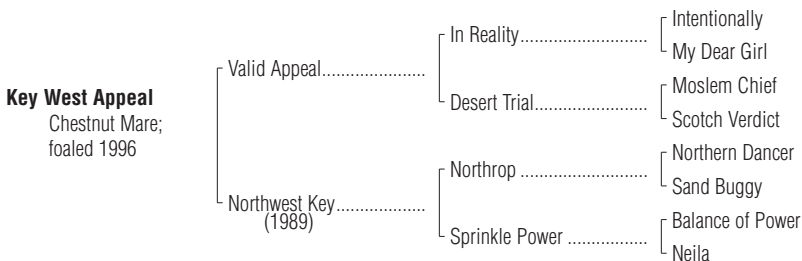 Key West Appeal
Chestnut Mare;
foaled 1996
Valid Appeal......................
Northwest Key...................
(1989)
In Reality...........................
Desert Trial........................
Northrop ...........................
Sprinkle Power .................
Intentionally
My Dear Girl
Moslem Chief
Scotch Verdict
Northern Dancer
Sand Buggy
Balance of Power
Neila